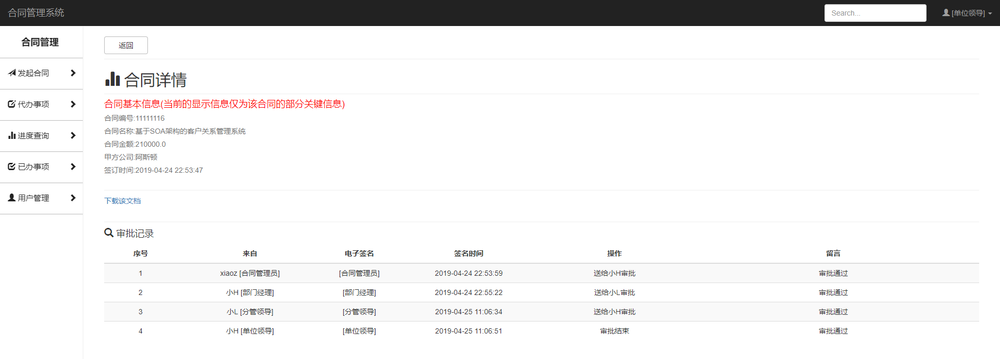 合同管理系统
Search...
[单位领导]
合同管理
发起合同
代办事项
进度查询
已办事项
用户管理
返回
合同详情
合同基本信息(当前的显示信息仅为该合同的部分关键信息)
合同编号:11111116
合同名称:基于SOA架构的客户关系管理系统
合同金额:210000.0
甲方公司:阿斯顿
签订时间:2019-04-24 22:53:47
下载该文档
审批记录
序号 来自 电子签名 签名时间 操作 留言
1 xiaoz [合同管理员] [合同管理员] 2019-04-24 22:53:59 送给小H审批 审批通过
2 小H [部门经理] [部门经理] 2019-04-24 22:55:22 送给小L审批 审批通过
3 小L [分管领导] [分管领导] 2019-04-25 11:06:34 送给小H审批 审批通过
4 小H [单位领导] [单位领导] 2019-04-25 11:06:51 审批结束 审批通过